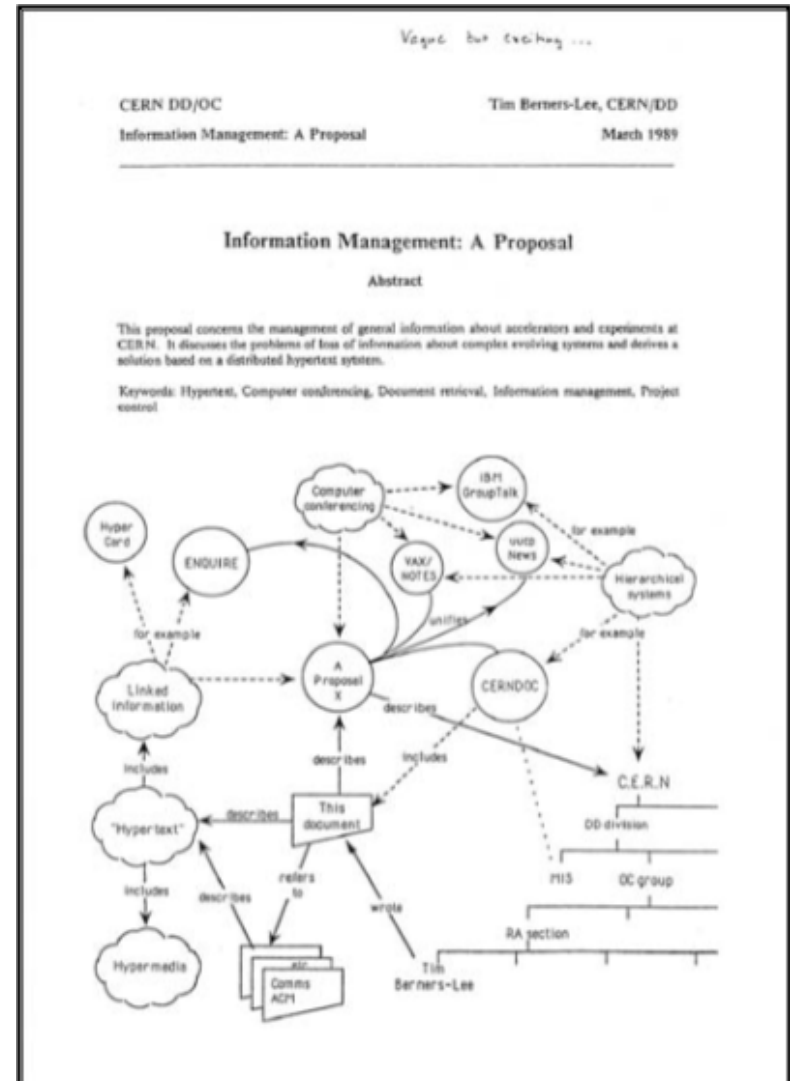 Vague but exciting ...
CERN DD/OC
Tim Berners-Lee, CERN/DD
Information Management: A Proposal
March 1989
Information Management: A Proposal
Abstract
This proposal concerns the management of general information about accelerators and experiments at
CERN. It discusses the problems of loss of information about complex evolving systems and derives a
solution based on a distributed hypertext sytstem.
Keywords: Hypertext, Computer conferencing, Document retrieval, Information management, Project
control
IBM
GroupTalk
Computer
conferencing
Hyper
Card
ENQUIRE
VAX/
NOTES
uucp
News
for example
Hierarchical
systems
unifies
for example
for example
A
Proposal
X
CERNDOC
Linked
information
describes
describes
includes
includes
C.E.R.N
This
document
describes
"Hypertext"
DD division
MIS
OC group
refers
to
includes
describes
wrote
RA section
Hypermedia
etc
Comms
ACM
Tim
Berners-Lee